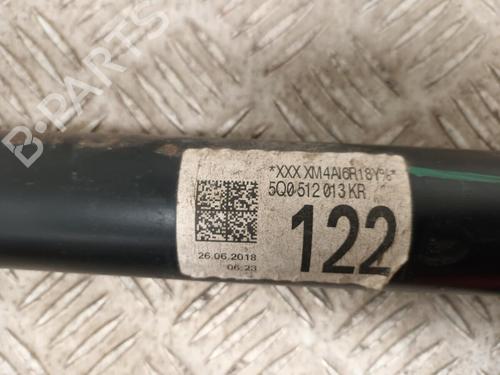 *XXX XM4AI6R18Y%*
5Q0 512 013 KR
122
26.06.2018
06:23
B-PARTS